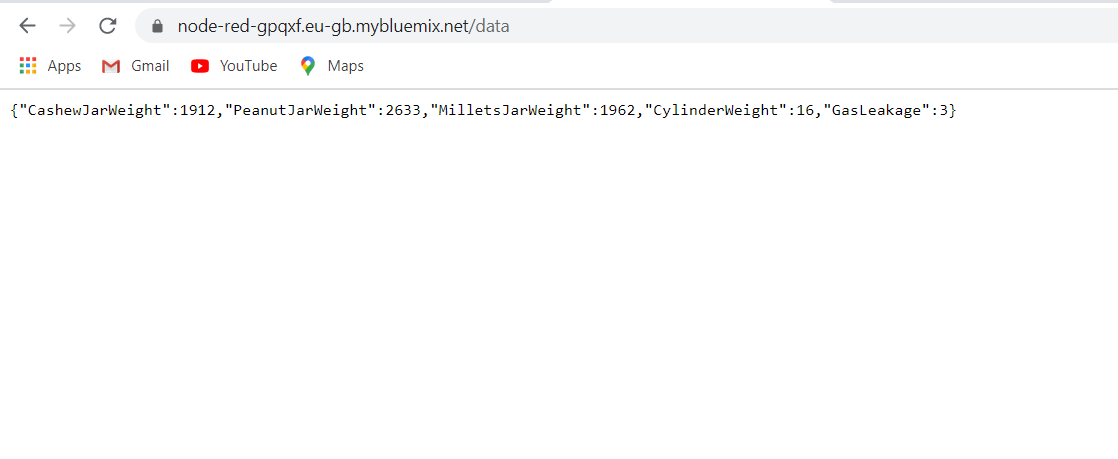 node-red-gpqxf.eu-gb.mybluemix.net/data
Apps Gmail YouTube Maps
{"CashewJarWeight":1912,"PeanutJarWeight":2633,"MilletsJarWeight":1962,"CylinderWeight":16,"GasLeakage":3}